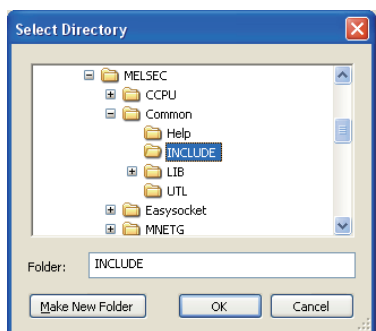 Select Directory
MELSEC
CCPU
Common
Help
INCLUDE
LIB
UTL
Easysocket
MNETG
Folder: INCLUDE
Make New Folder OK Cancel